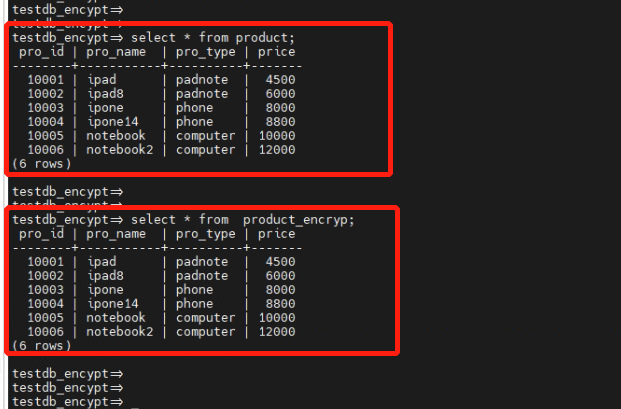 testdb_encypt=>
testdb_encypt=>
testdb_encypt=> select * from product;
 pro_id | pro_name  | pro_type | price
--------+-----------+----------+-------
  10001 | ipad      | padnote  |  4500
  10002 | ipad8     | padnote  |  6000
  10003 | ipone     | phone    |  8000
  10004 | ipone14   | phone    |  8800
  10005 | notebook  | computer | 10000
  10006 | notebook2 | computer | 12000
(6 rows)
testdb_encypt=>
testdb_encypt=>
testdb_encypt=> select * from  product_encryp;
 pro_id | pro_name  | pro_type | price
--------+-----------+----------+-------
  10001 | ipad      | padnote  |  4500
  10002 | ipad8     | padnote  |  6000
  10003 | ipone     | phone    |  8000
  10004 | ipone14   | phone    |  8800
  10005 | notebook  | computer | 10000
  10006 | notebook2 | computer | 12000
(6 rows)
testdb_encypt=>
testdb_encypt=>
testdb_encypt=> _